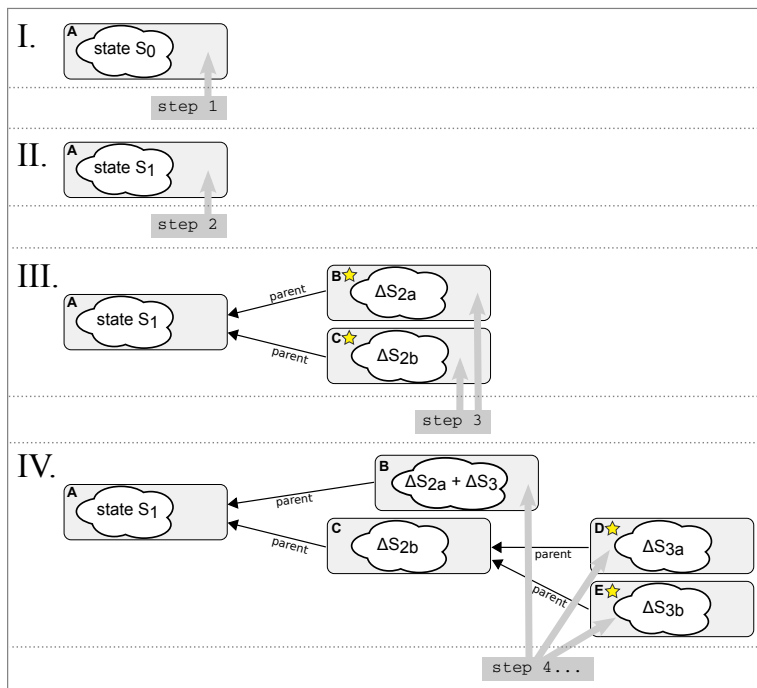 I.
A
state S0
step 1
II.
A
state S1
step 2
III.
A
state S1
parent
parent
B
ΔS2a
C
ΔS2b
step 3
IV.
A
state S1
parent
parent
B
ΔS2a + ΔS3
C
ΔS2b
parent
parent
D
ΔS3a
E
ΔS3b
step 4...